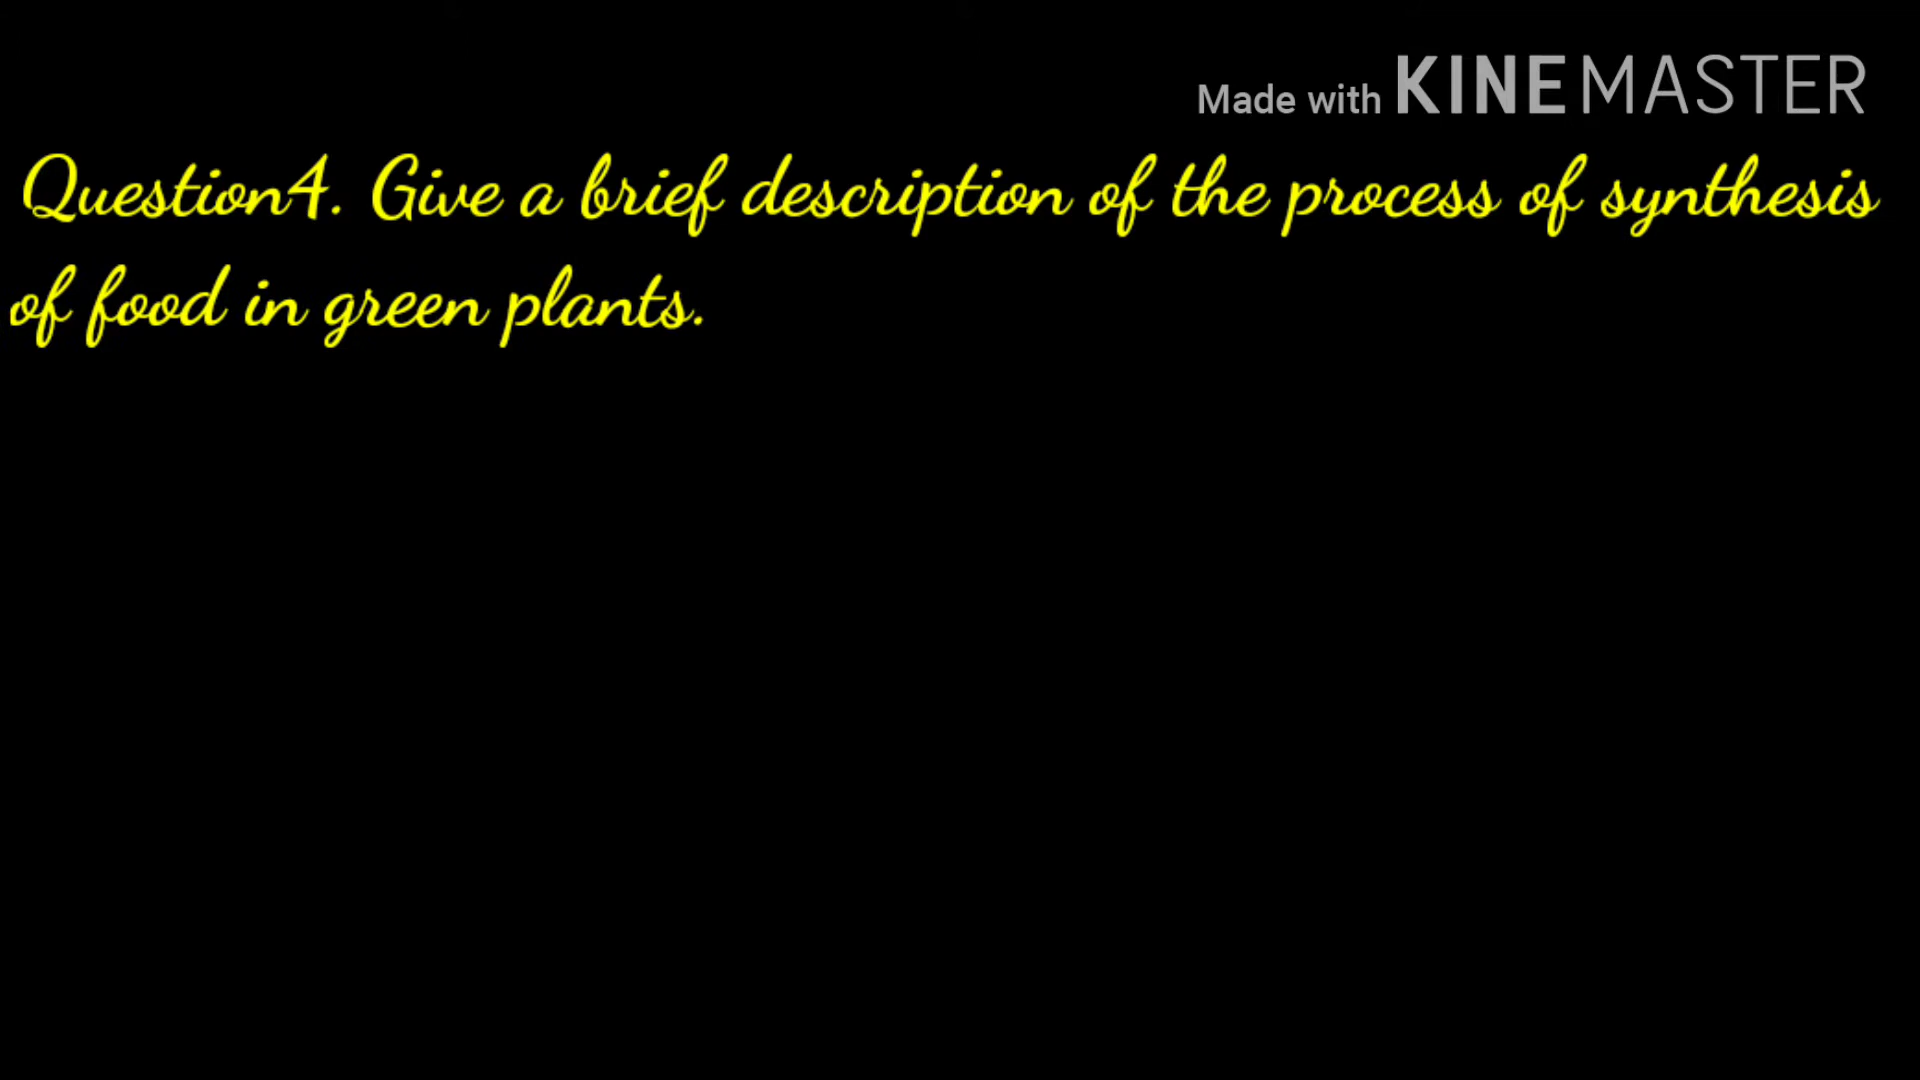 Made with KINEMASTER
Question4. Give a brief description of the process of synthesis
of food in green plants.